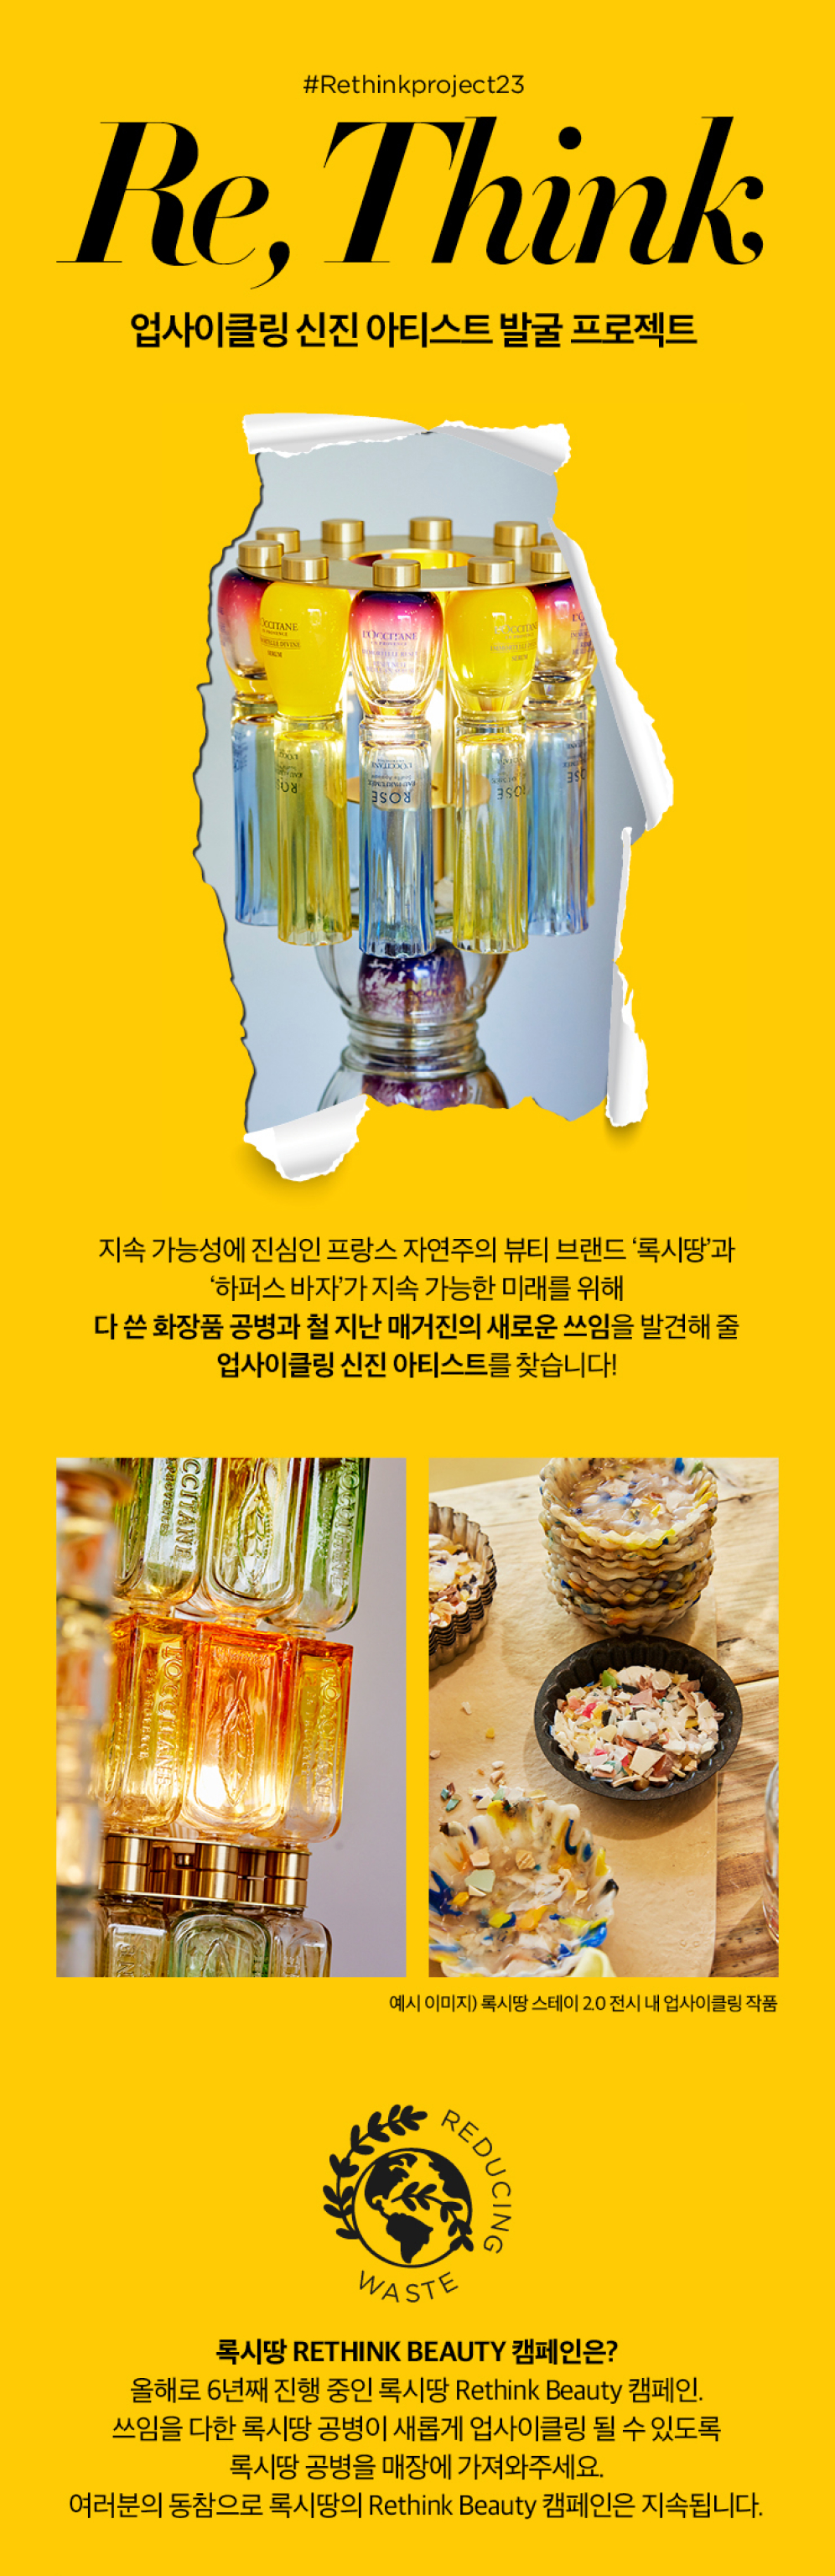 #Rethinkproject23
Re, Think
업사이클링 신진 아티스트 발굴 프로젝트
L'OCCITANE
L'OCCITANE
L'OCCITANE
SERUM
SERUM
L'OCCITANE
ROSE
ROSE
지속 가능성에 진심인 프랑스 자연주의 뷰티 브랜드 ‘록시땅’과
‘하퍼스 바자’가 지속 가능한 미래를 위해
다 쓴 화장품 공병과 철 지난 매거진의 새로운 쓰임을 발견해 줄
업사이클링 신진 아티스트를 찾습니다!
L'OCCITANE
예시 이미지) 록시땅 스테이 2.0 전시 내 업사이클링 작품
REDUCING
WASTE
록시땅 RETHINK BEAUTY 캠페인은?
올해로 6년째 진행 중인 록시땅 Rethink Beauty 캠페인.
쓰임을 다한 록시땅 공병이 새롭게 업사이클링 될 수 있도록
록시땅 공병을 매장에 가져와주세요.
여러분의 동참으로 록시땅의 Rethink Beauty 캠페인은 지속됩니다.